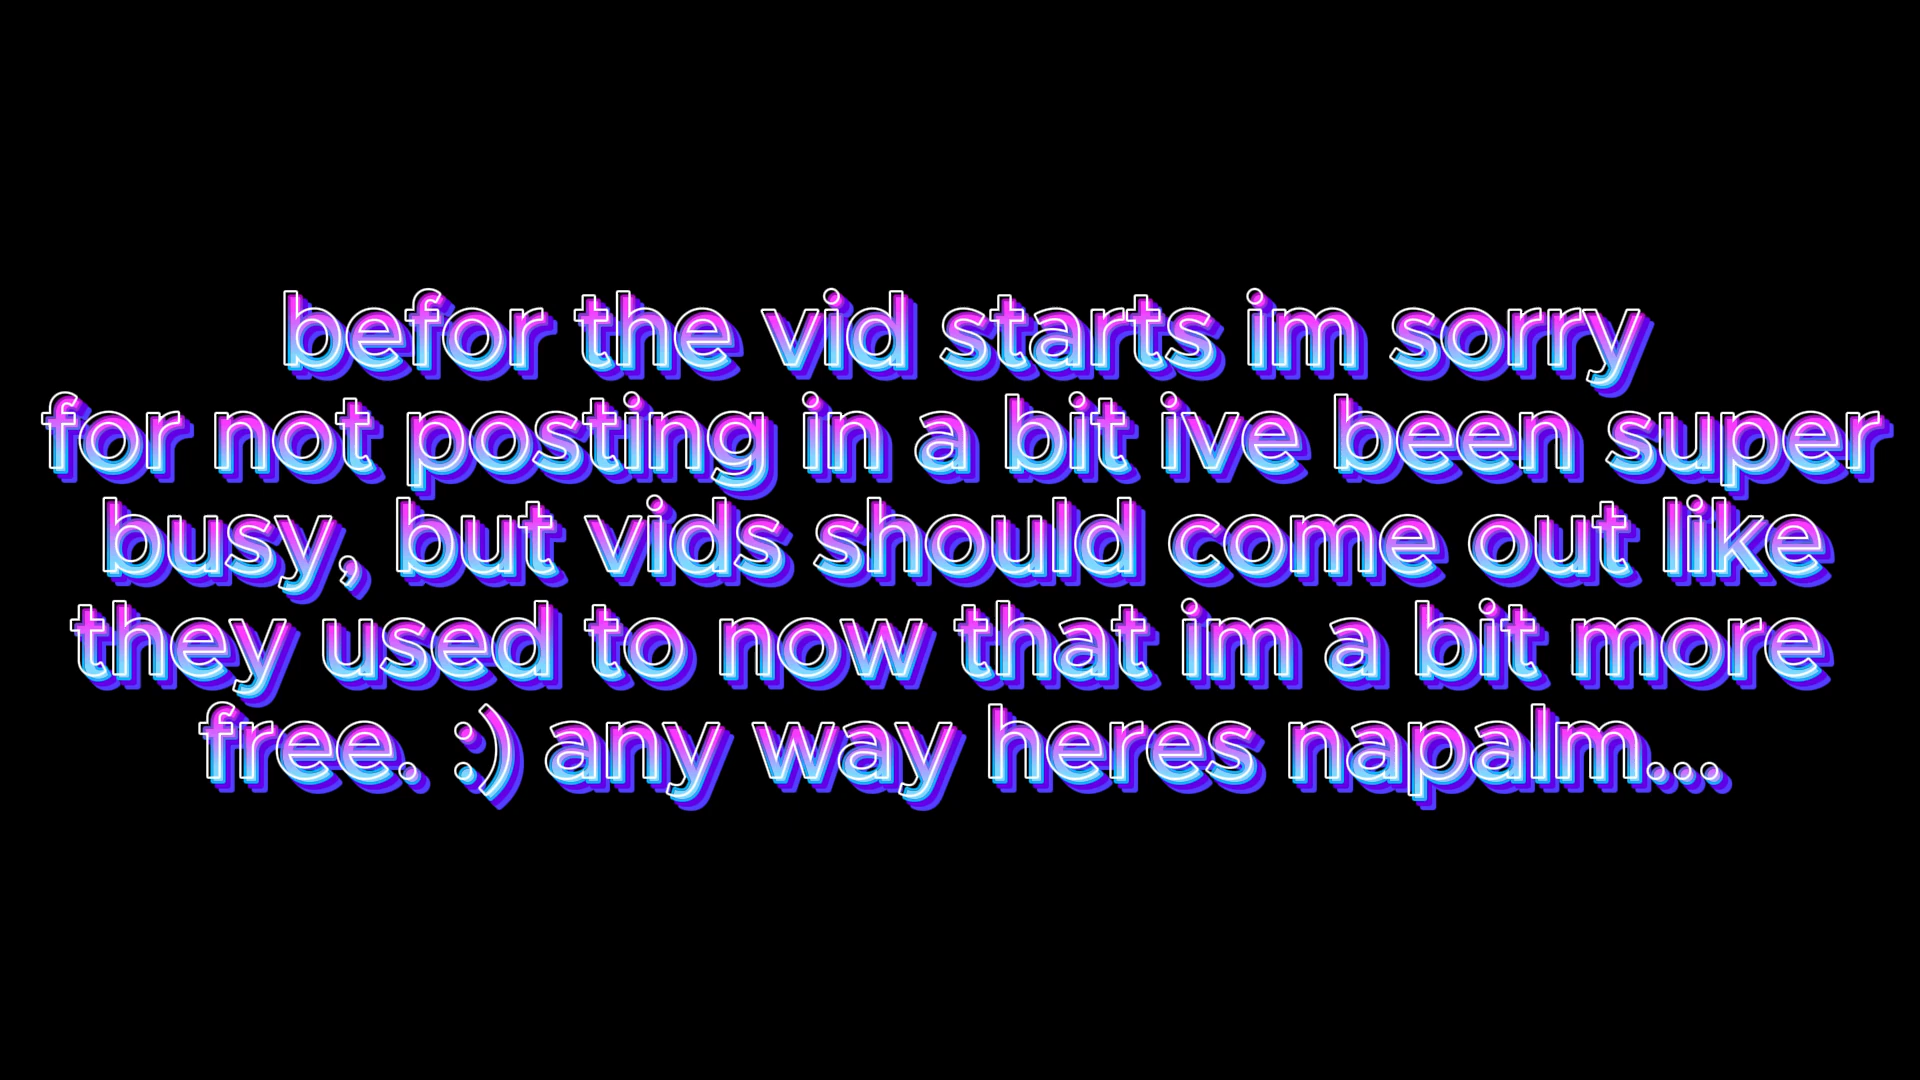 befor the vid starts im sorry
for not posting in a bit ive been super
busy, but vids should come out like
they used to now that im a bit more
free. :) any way heres napalm...